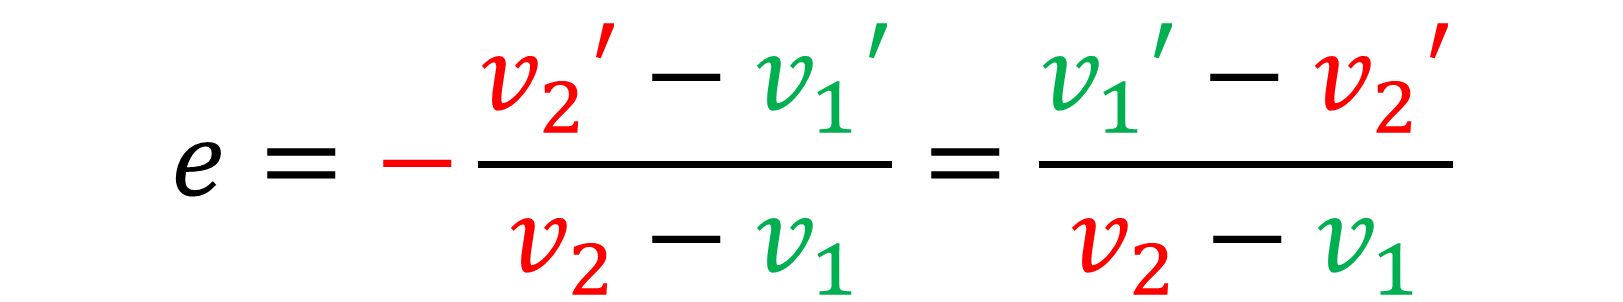 e = − (v₂′ − v₁′)/(v₂ − v₁) = (v₁′ − v₂′)/(v₂ − v₁)